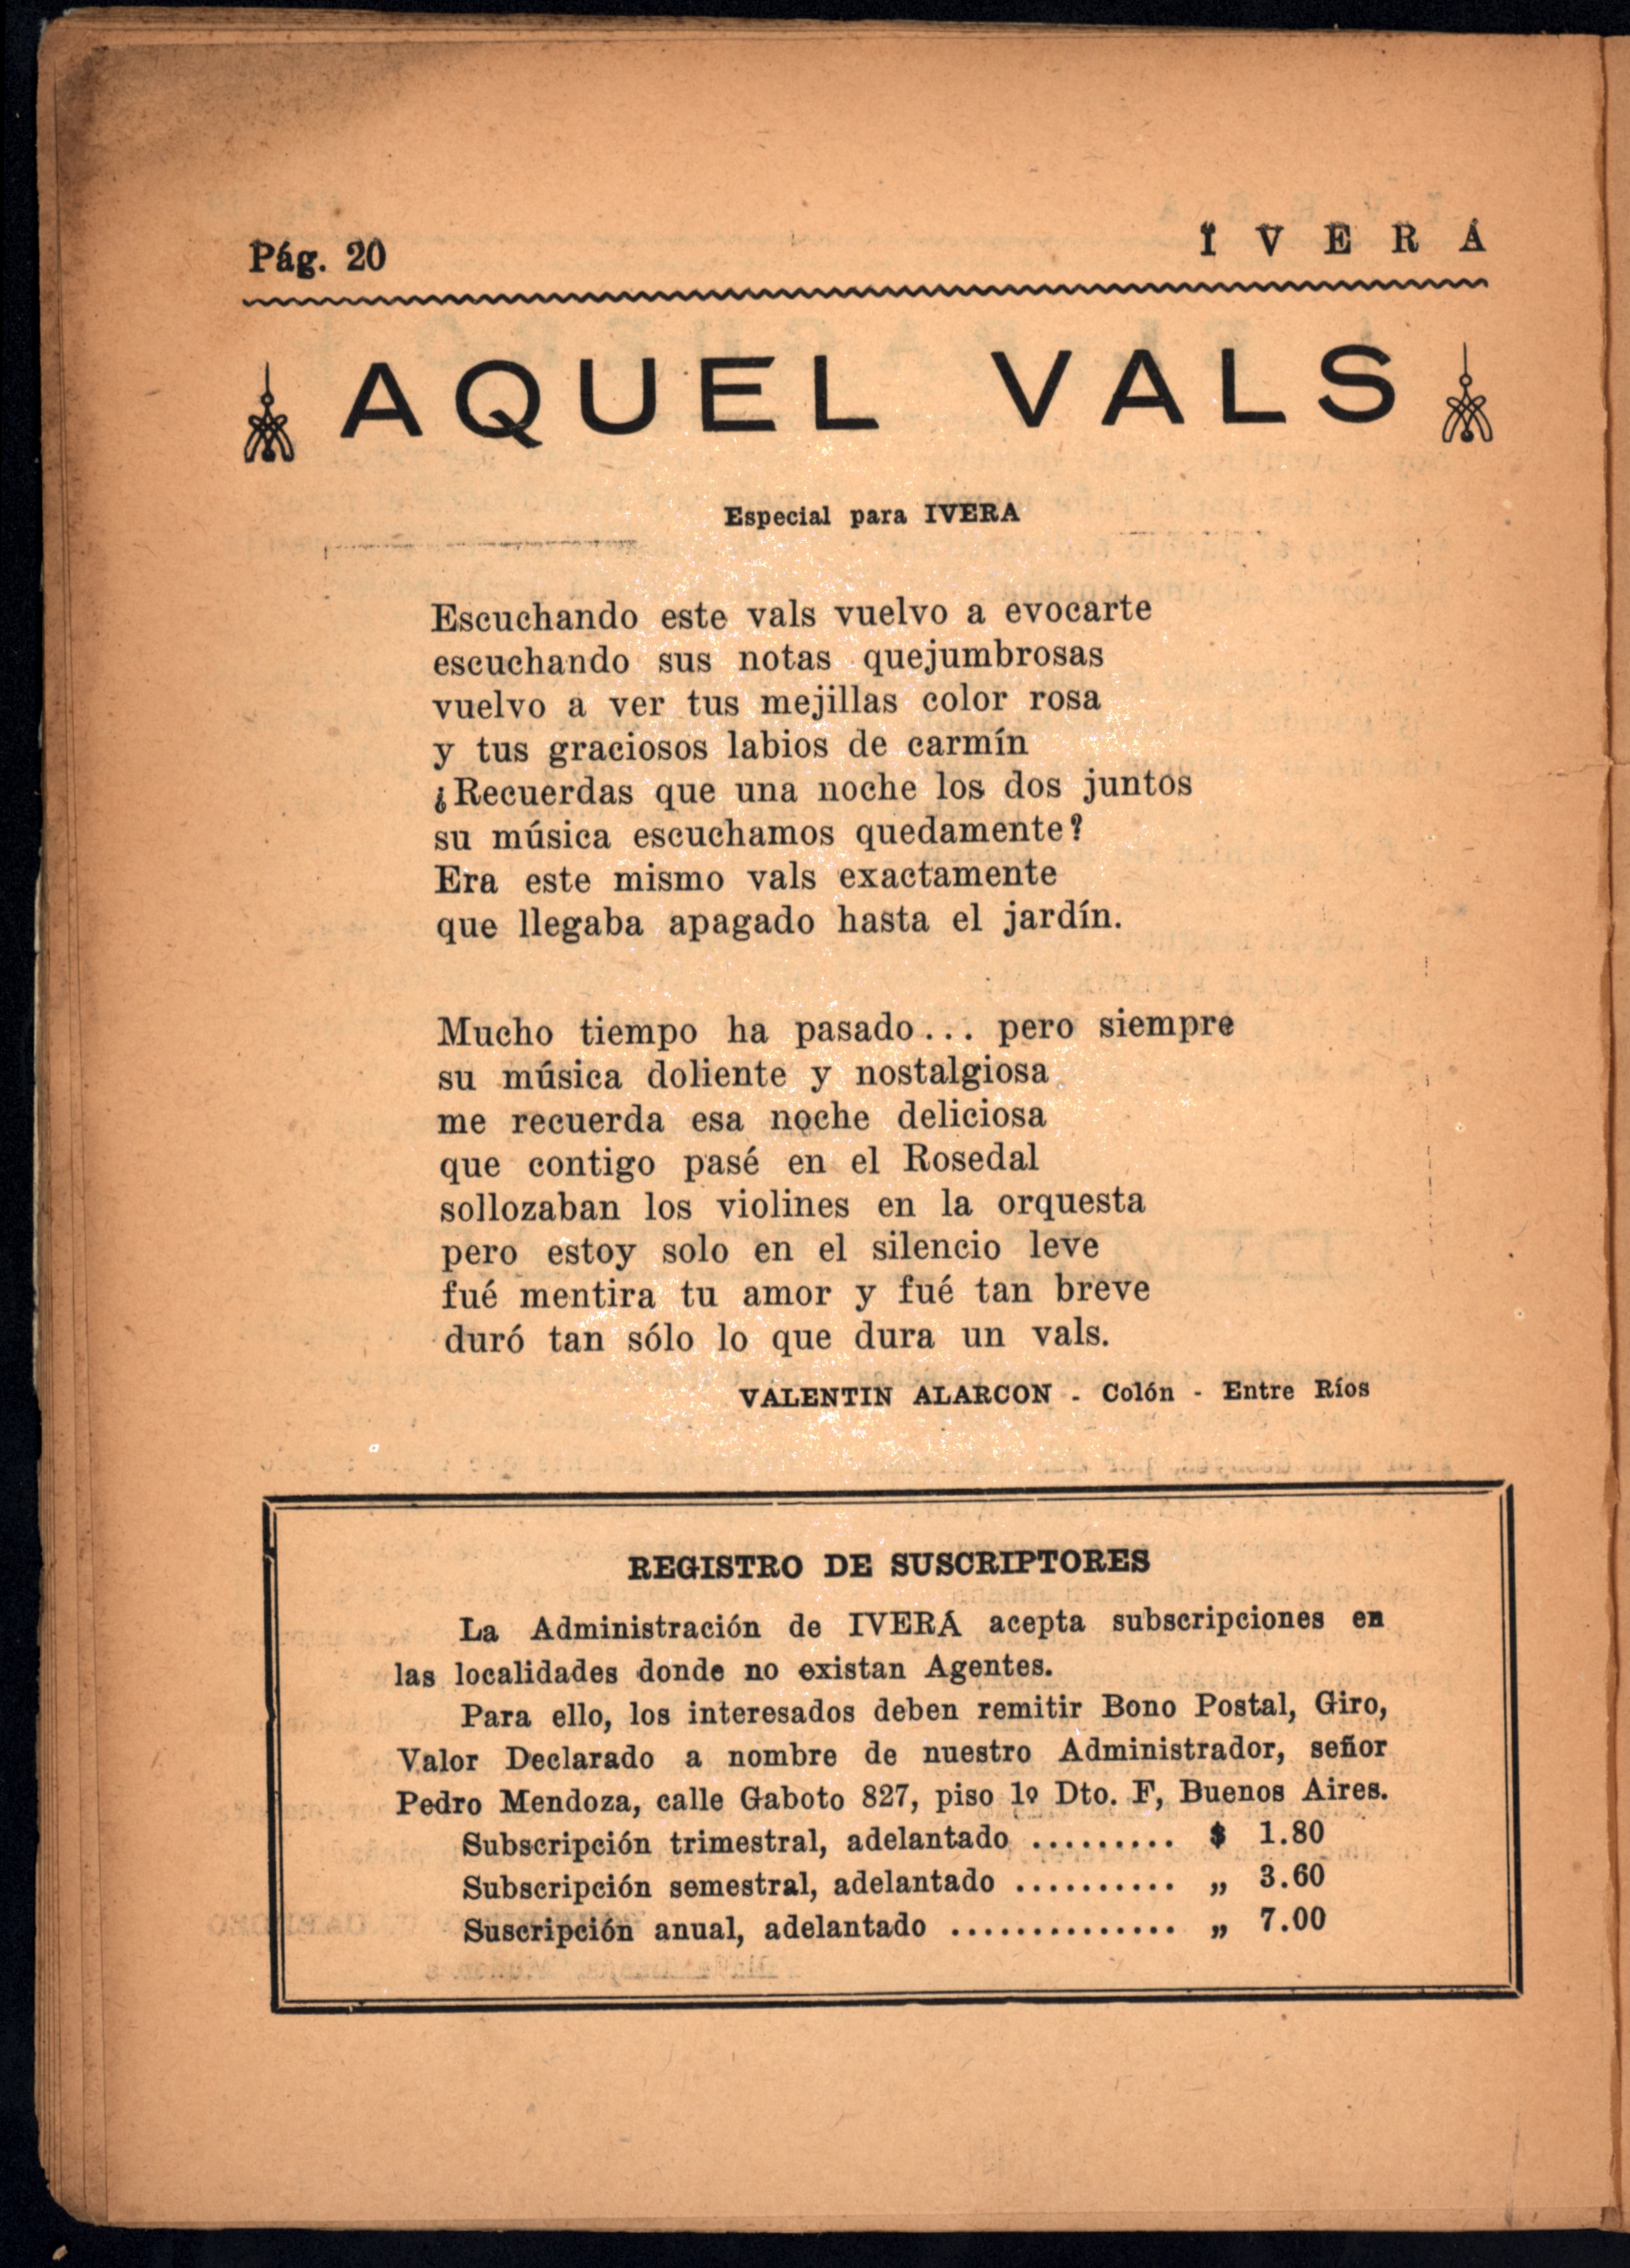 Pág. 20
IVERÁ
AQUEL VALS
Especial para IVERA
Escuchando este vals vuelvo a evocarte
escuchando sus notas quejumbrosas
vuelvo a ver tus mejillas color rosa
y tus graciosos labios de carmín
¿Recuerdas que una noche los dos juntos
su música escuchamos quedamente?
Era este mismo vals exactamente
que llegaba apagado hasta el jardín.
Mucho tiempo ha pasado... pero siempre
su música doliente y nostalgiosa
me recuerda esa noche deliciosa
que contigo pasé en el Rosedal
sollozaban los violines en la orquesta
pero estoy solo en el silencio leve
fué mentira tu amor y fué tan breve
duró tan sólo lo que dura un vals.
VALENTIN ALARCON - Colón - Entre Ríos
REGISTRO DE SUSCRIPTORES
La Administración de IVERÁ acepta subscripciones en
las localidades donde no existan Agentes.
Para ello, los interesados deben remitir Bono Postal, Giro,
Valor Declarado a nombre de nuestro Administrador, señor
Pedro Mendoza, calle Gaboto 827, piso 1º Dto. F, Buenos Aires.
Subscripción trimestral, adelantado ......... $ 1.80
Subscripción semestral, adelantado .......... „ 3.60
Suscripción anual, adelantado .............. „ 7.00